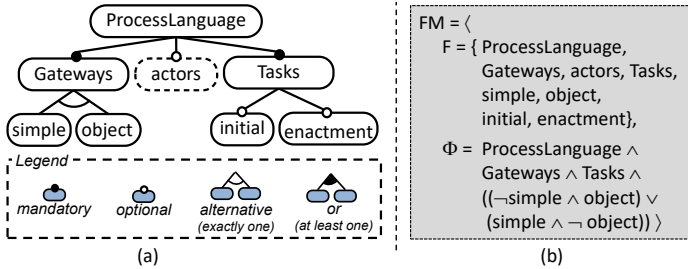 ProcessLanguage
Gateways
actors
Tasks
simple
object
initial
enactment
Legend
mandatory
optional
alternative
(exactly one)
or
(at least one)
(a)
FM = ⟨
F = { ProcessLanguage,
Gateways, actors, Tasks,
simple, object,
initial, enactment},
Φ = ProcessLanguage ∧
Gateways ∧ Tasks ∧
((¬simple ∧ object) ∨
(simple ∧ ¬ object)) ⟩
(b)